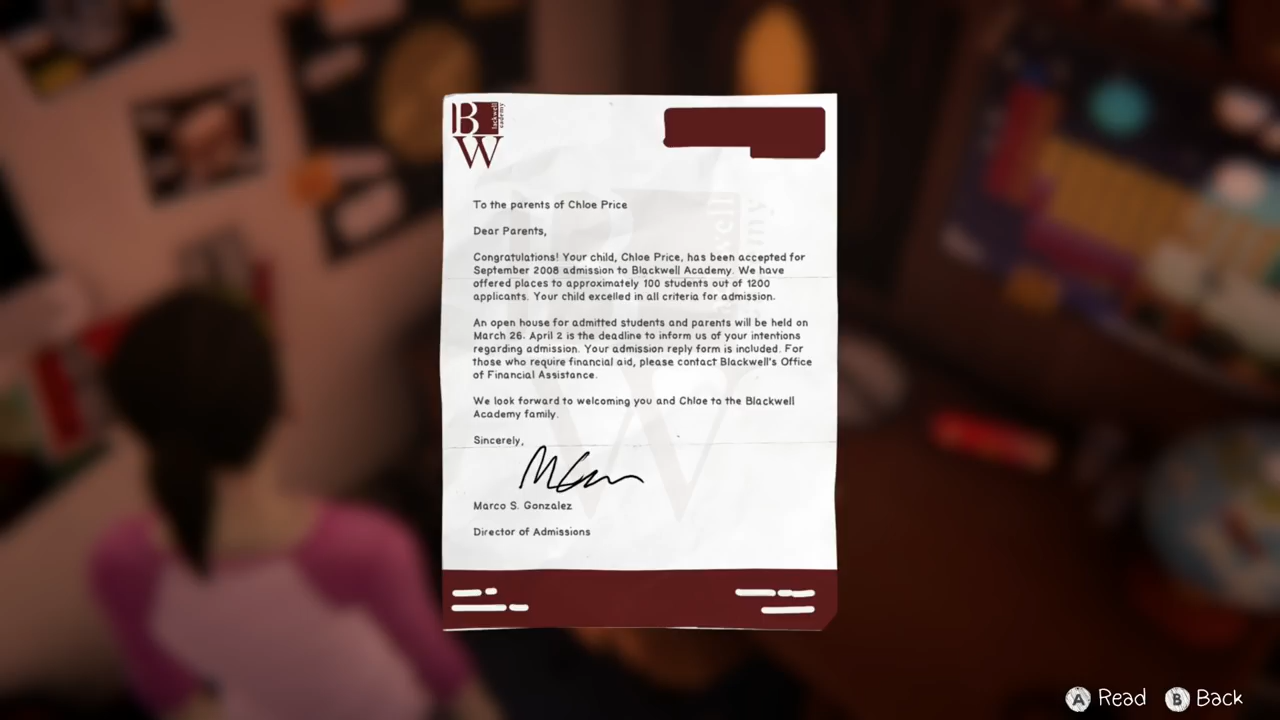 BW
Blackwell
Academy
To the parents of Chloe Price
Dear Parents,
Congratulations! Your child, Chloe Price, has been accepted for
September 2008 admission to Blackwell Academy. We have
offered places to approximately 100 students out of 1200
applicants. Your child excelled in all criteria for admission.
An open house for admitted students and parents will be held on
March 26. April 2 is the deadline to inform us of your intentions
regarding admission. Your admission reply form is included. For
those who require financial aid, please contact Blackwell's Office
of Financial Assistance.
We look forward to welcoming you and Chloe to the Blackwell
Academy family.
Sincerely,
Marco S. Gonzalez
Director of Admissions
A Read B Back